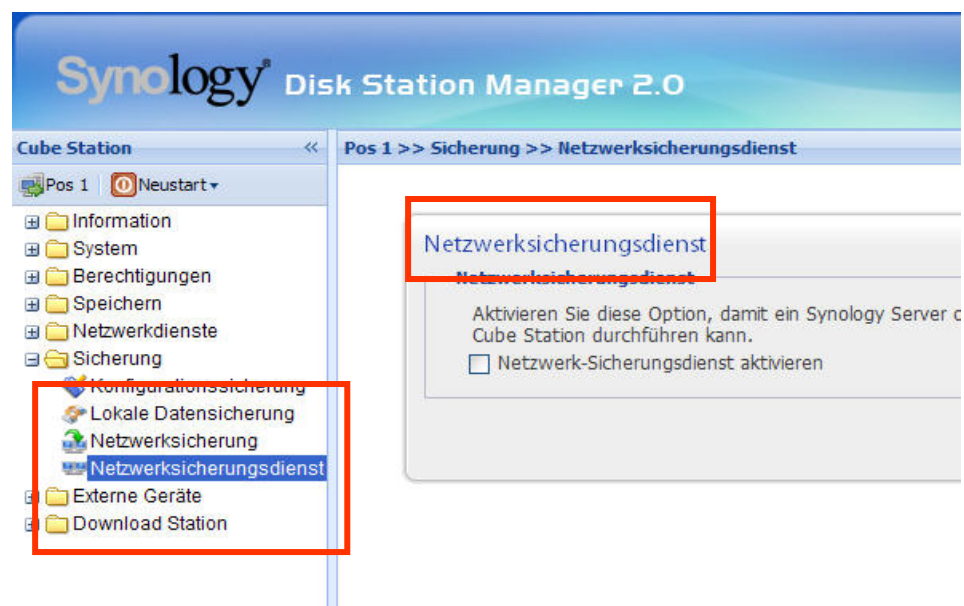 Synology Disk Station Manager 2.0
Cube Station «
Pos 1 >> Sicherung >> Netzwerksicherungsdienst
Pos 1 Neustart
Information
System
Berechtigungen
Speichern
Netzwerkdienste
Sicherung
Konfigurationssicherung
Lokale Datensicherung
Netzwerksicherung
Netzwerksicherungsdienst
Externe Geräte
Download Station
Netzwerksicherungsdienst
Netzwerksicherungsdienst
Aktivieren Sie diese Option, damit ein Synology Server
Cube Station durchführen kann.
Netzwerk-Sicherungsdienst aktivieren